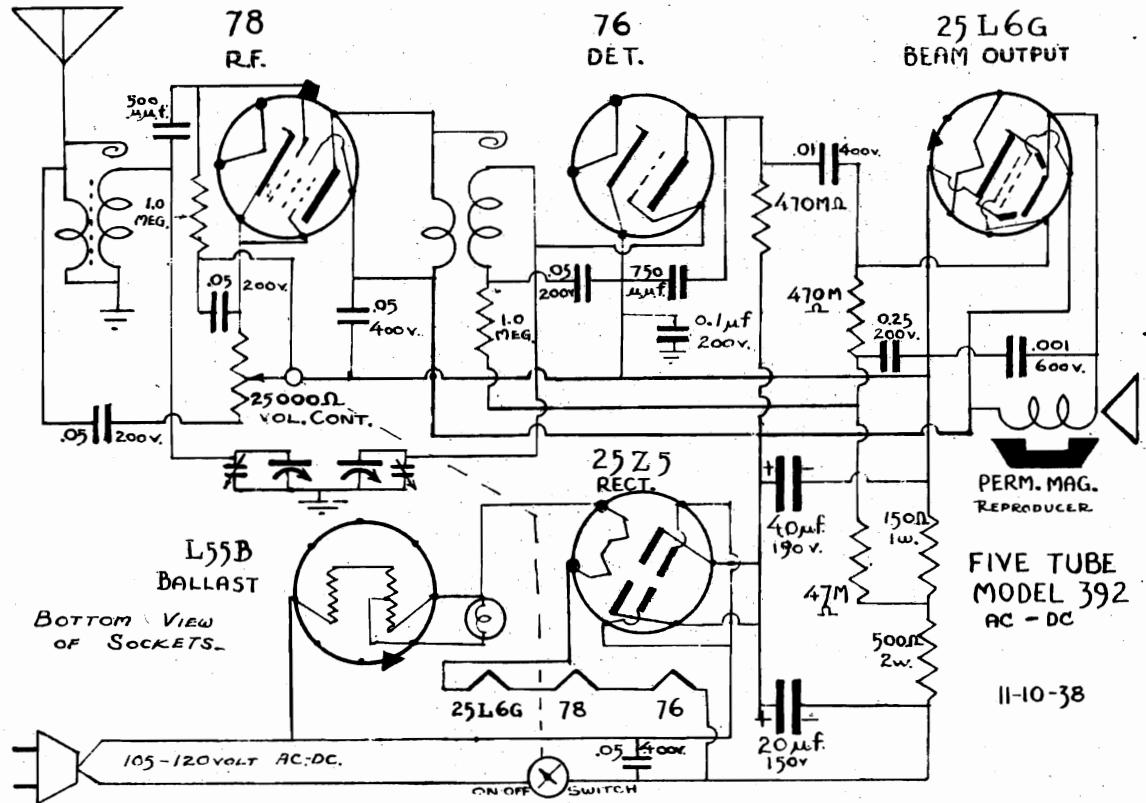 78
R.F.
76
DET.
25L6G
BEAM OUTPUT
500
µµf.
1.0
MEG.
.05 200v.
.05
400v.
1.0
MEG.
.05
200v.
750
µµf.
0.1µf
200v.
.01 400v.
470MΩ
470M
Ω
0.25
200v.
.001
600v.
25000Ω
VOL. CONT.
.05 200v.
25Z5
RECT.
40µf.
190v.
150Ω
1w.
PERM. MAG.
REPRODUCER
L55B
BALLAST
BOTTOM VIEW
OF SOCKETS
47M
Ω
500Ω
2w.
FIVE TUBE
MODEL 392
AC - DC
11-10-38
25L6G
78
76
20µf.
150v
105-120VOLT AC-DC.
.05 400v.
ON OFF SWITCH